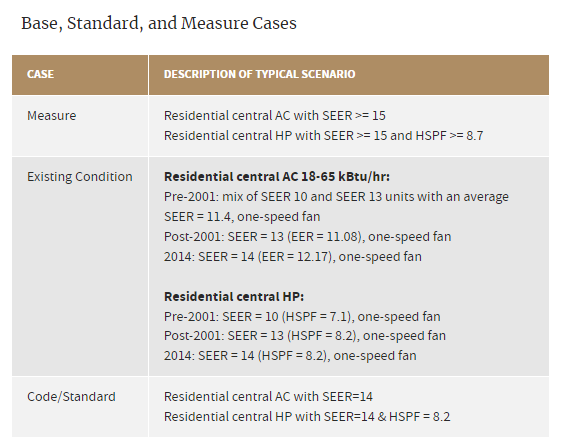 Base, Standard, and Measure Cases
CASE
DESCRIPTION OF TYPICAL SCENARIO
Measure
Residential central AC with SEER >= 15
Residential central HP with SEER >= 15 and HSPF >= 8.7
Existing Condition
Residential central AC 18-65 kBtu/hr:
Pre-2001: mix of SEER 10 and SEER 13 units with an average
SEER = 11.4, one-speed fan
Post-2001: SEER = 13 (EER = 11.08), one-speed fan
2014: SEER = 14 (EER = 12.17), one-speed fan
Residential central HP:
Pre-2001: SEER = 10 (HSPF = 7.1), one-speed fan
Post-2001: SEER = 13 (HSPF = 8.2), one-speed fan
2014: SEER = 14 (HSPF = 8.2), one-speed fan
Code/Standard
Residential central AC with SEER=14
Residential central HP with SEER=14 & HSPF = 8.2